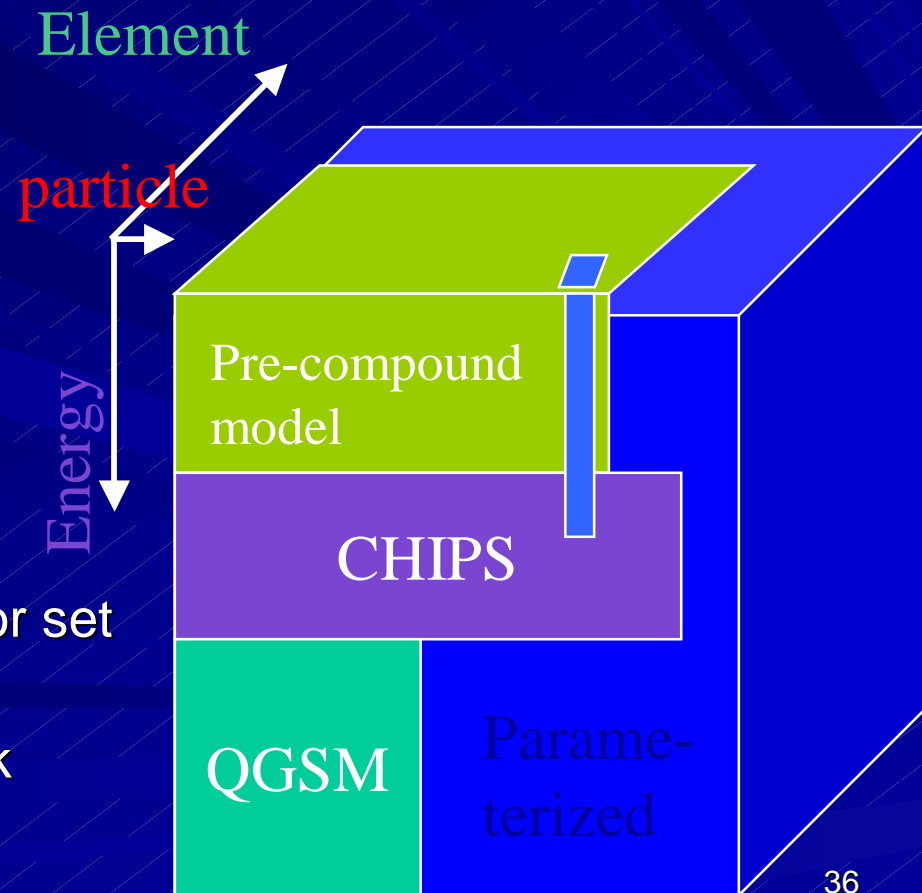 Element
particle
Energy
Pre-compound
model
CHIPS
or set
k
QGSM
Parame-
terized
36